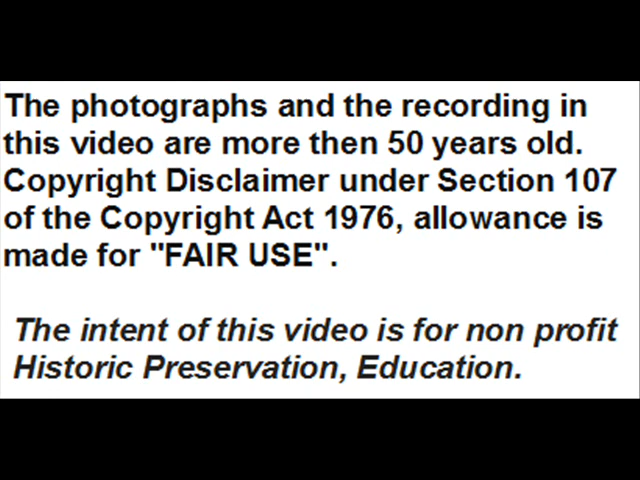 The photographs and the recording in
this video are more then 50 years old.
Copyright Disclaimer under Section 107
of the Copyright Act 1976, allowance is
made for "FAIR USE".
The intent of this video is for non profit
Historic Preservation, Education.